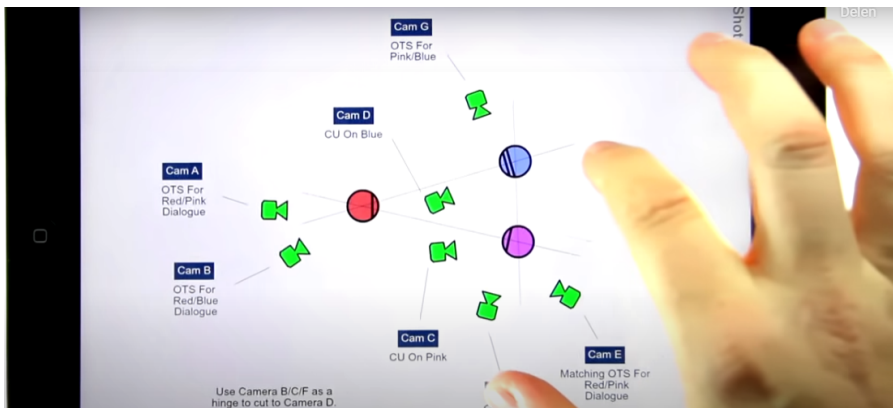 Delen
Shot
Cam G
OTS For
Pink/Blue
Cam D
CU On Blue
Cam A
OTS For
Red/Pink
Dialogue
Cam B
OTS For
Red/Blue
Dialogue
Cam C
CU On Pink
Cam E
Matching OTS For
Red/Pink
Dialogue
Use Camera B/C/F as a
hinge to cut to Camera D.